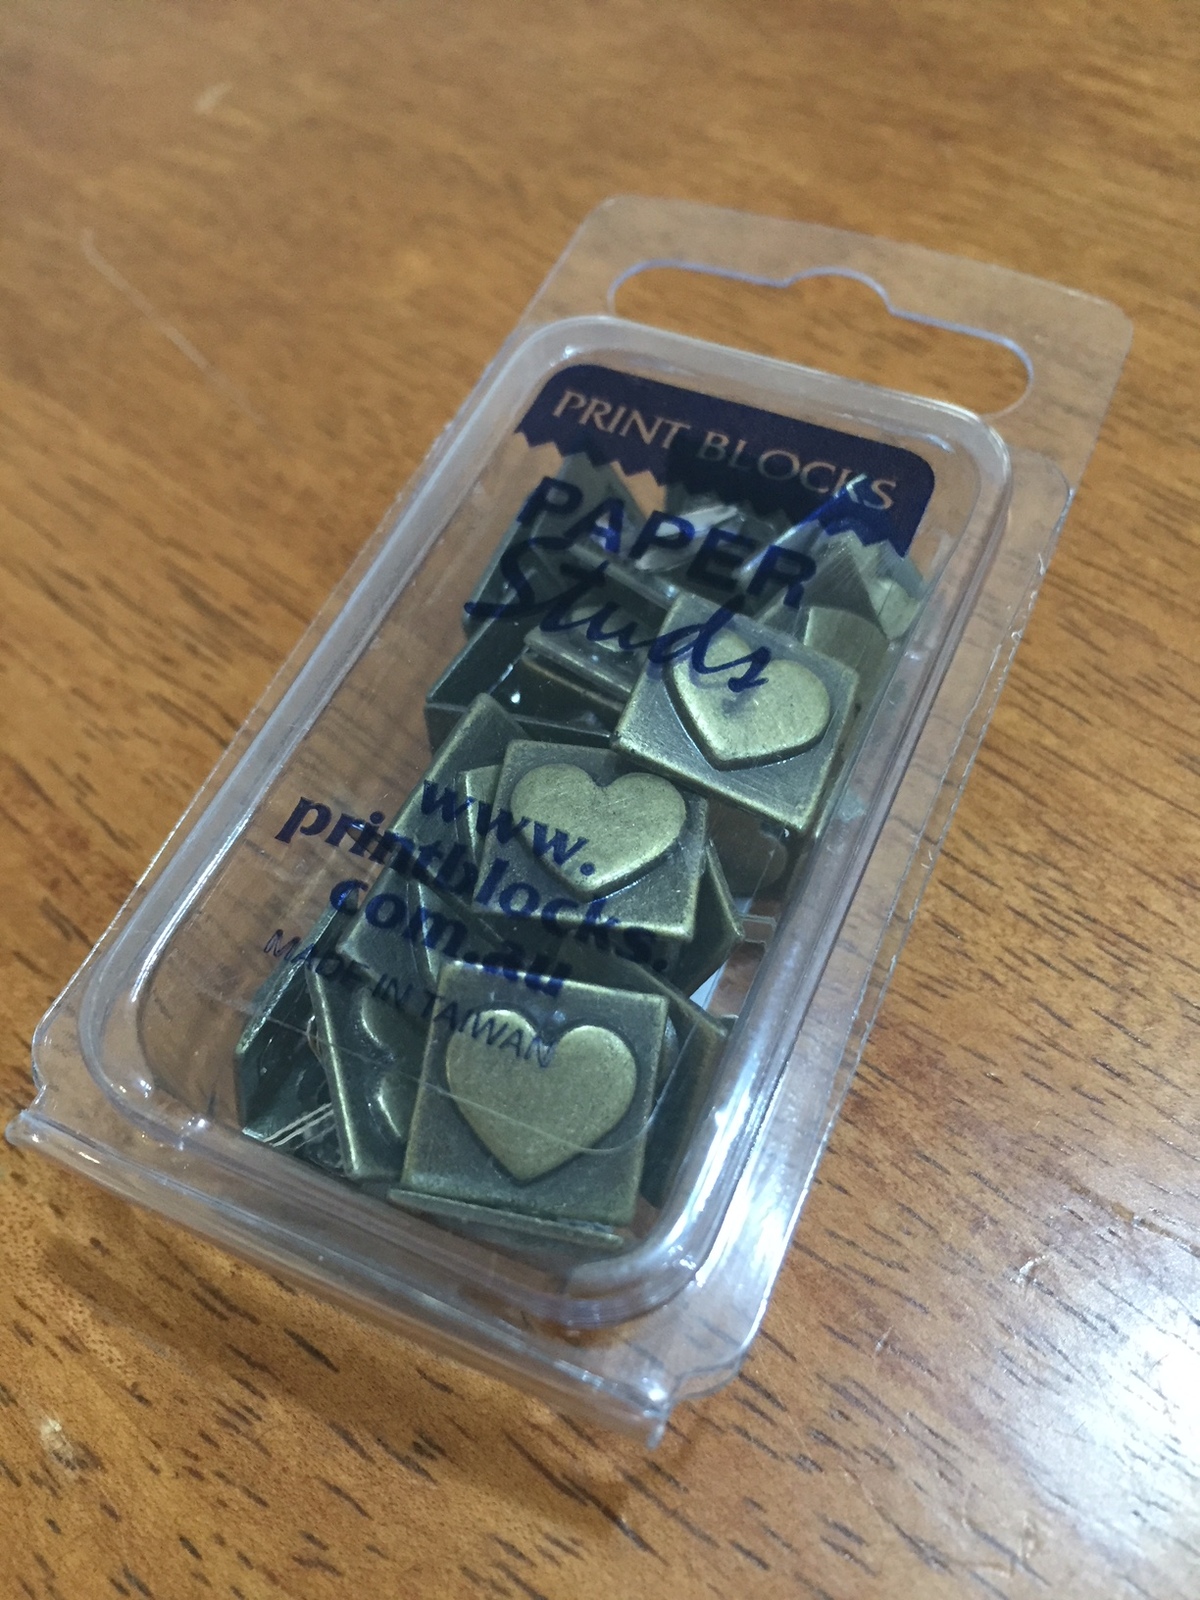 PRINT BLOCKS
PAPER
Studs
www.
printblocks.
com.au
MADE IN TAIWAN